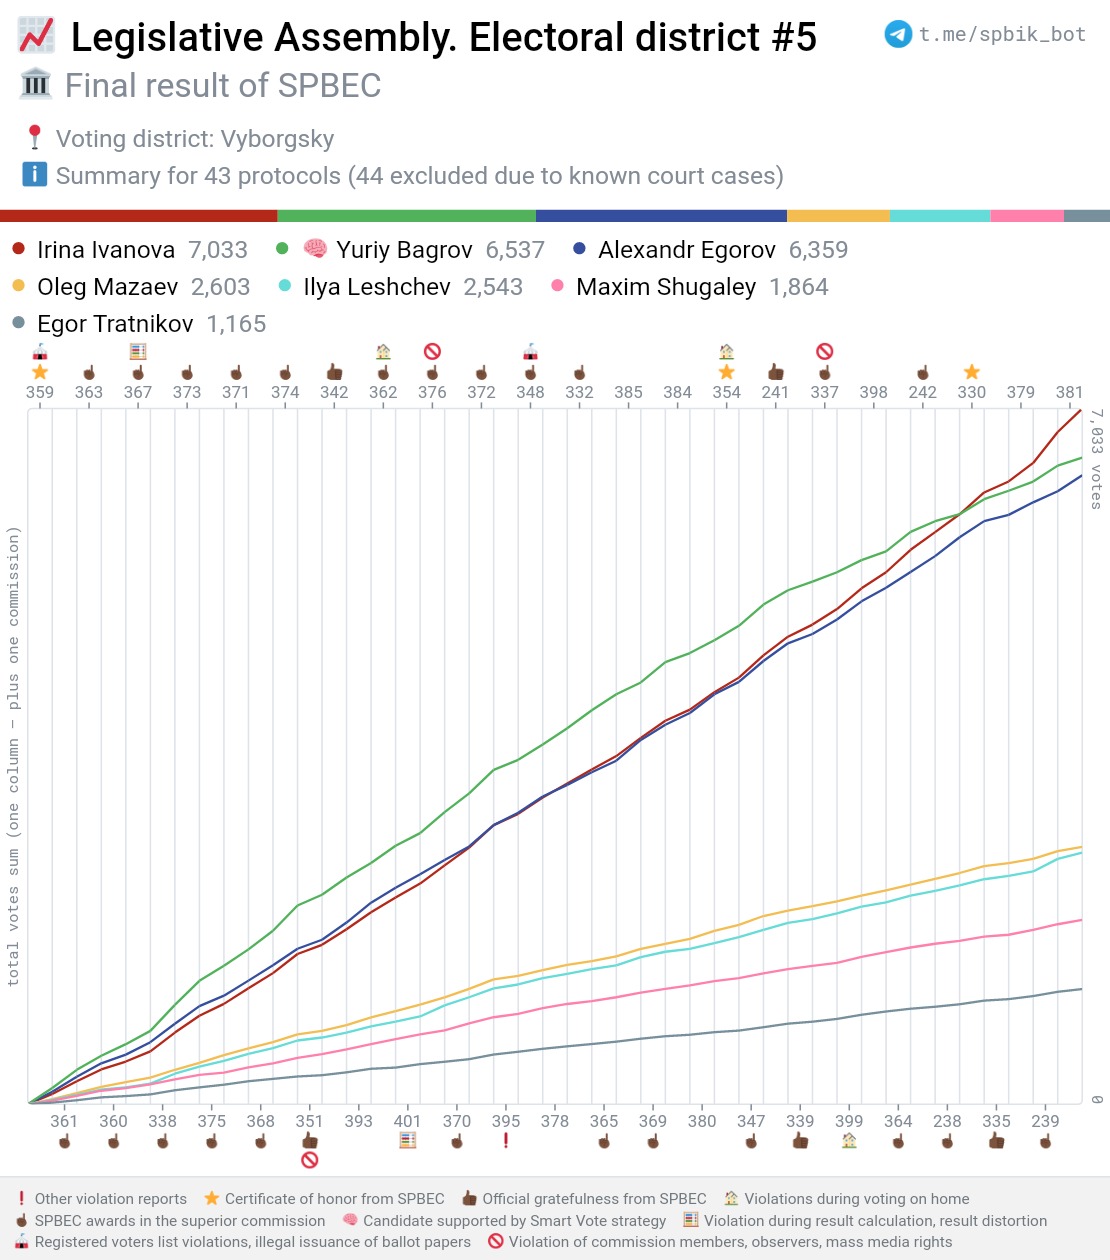 Legislative Assembly. Electoral district #5
t.me/spbik_bot
Final result of SPBEC
Voting district: Vyborgsky
Summary for 43 protocols (44 excluded due to known court cases)
Irina Ivanova 7,033 Yuriy Bagrov 6,537 Alexandr Egorov 6,359
Oleg Mazaev 2,603 Ilya Leshchev 2,543 Maxim Shugaley 1,864
Egor Tratnikov 1,165
359 363 367 373 371 374 342 362 376 372 348 332 385 384 354 241 337 398 242 330 379 381
7,033 votes
total votes sum (one column – plus one commission)
0
361 360 338 375 368 351 393 401 370 395 378 365 369 380 347 339 399 364 238 335 239
Other violation reports Certificate of honor from SPBEC Official gratefulness from SPBEC Violations during voting on home
SPBEC awards in the superior commission Candidate supported by Smart Vote strategy Violation during result calculation, result distortion
Registered voters list violations, illegal issuance of ballot papers Violation of commission members, observers, mass media rights